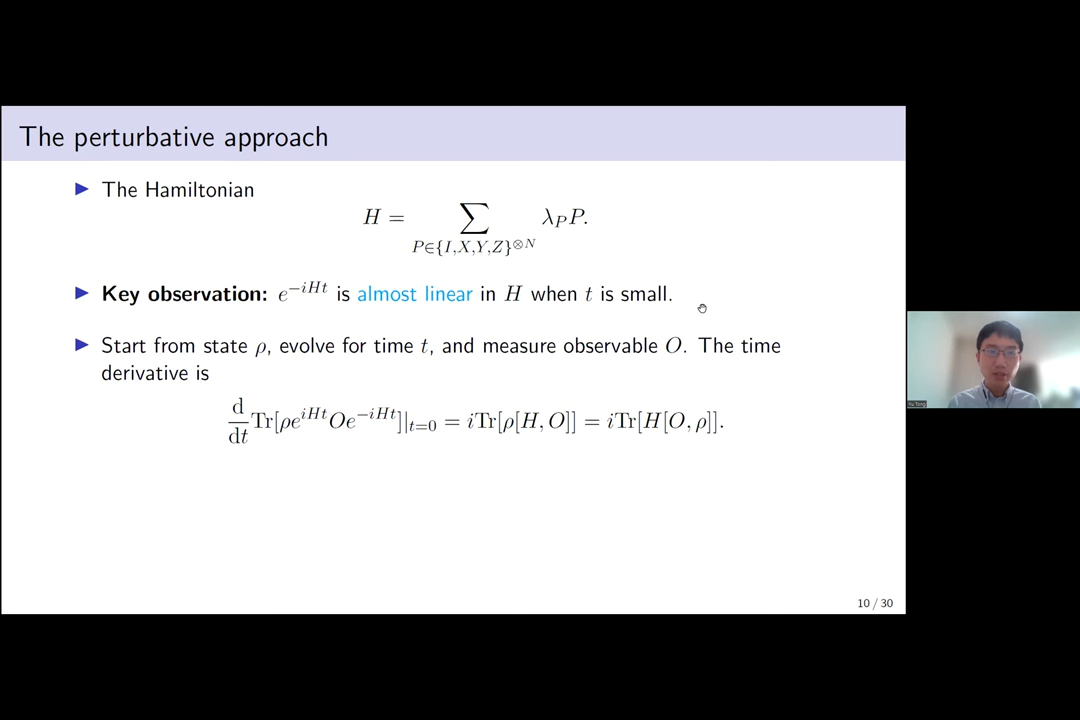 The perturbative approach
▶ The Hamiltonian
H = ∑_{P∈{I,X,Y,Z}^{⊗N}} λ_P P.
▶ Key observation: e^{−iHt} is almost linear in H when t is small.
▶ Start from state ρ, evolve for time t, and measure observable O. The time
derivative is
d/dt Tr[ρe^{iHt}Oe^{−iHt}]|_{t=0} = iTr[ρ[H, O]] = iTr[H[O, ρ]].
10 / 30
Yu Tong